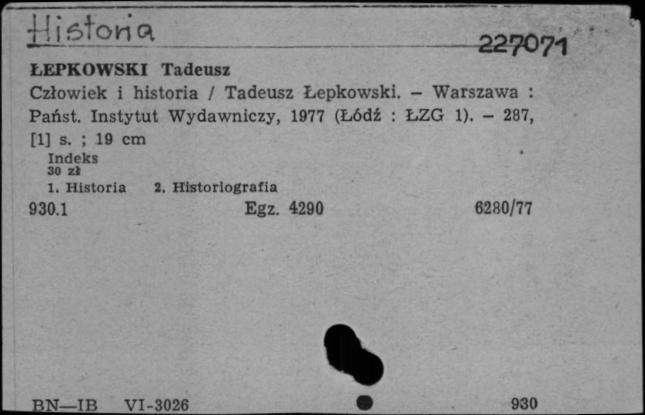 Historia
227071
ŁEPKOWSKI Tadeusz
Człowiek i historia / Tadeusz Łepkowski. — Warszawa :
Państ. Instytut Wydawniczy, 1977 (Łódź : ŁZG 1). — 287,
[1] s. ; 19 cm
Indeks
30 zł
1. Historia 2. Historiografia
930.1 Egz. 4290 6280/77
BN—IB VI-3026 930